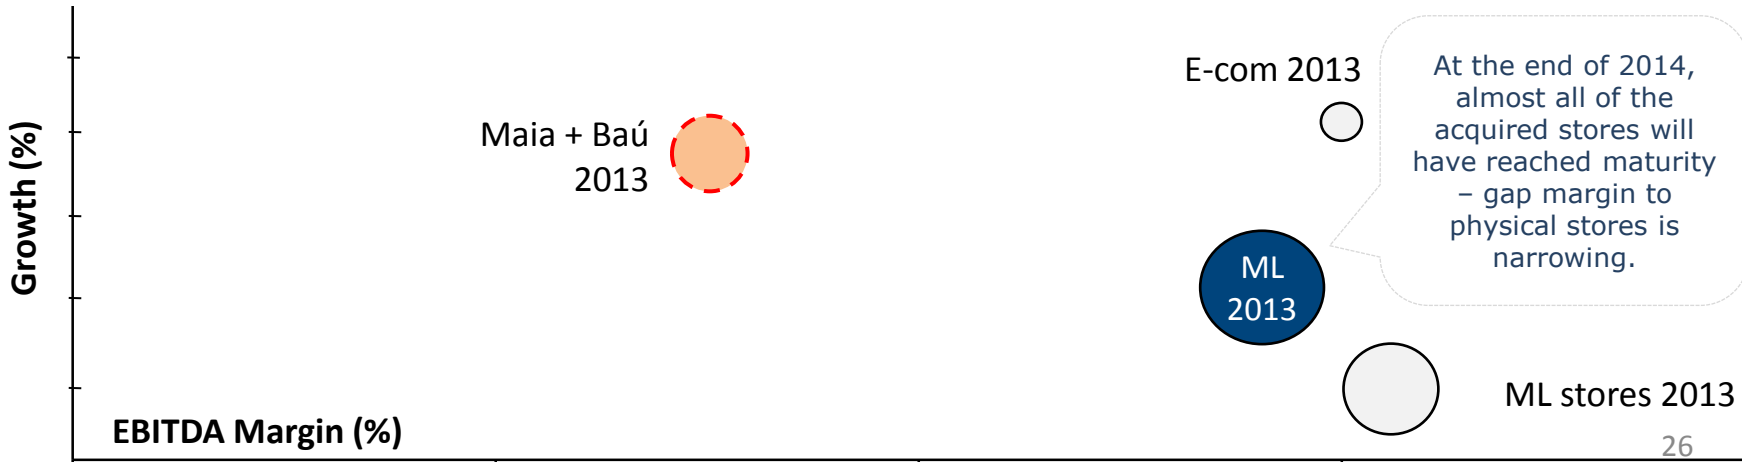 Growth (%)
Maia + Baú
2013
E-com 2013
At the end of 2014,
almost all of the
acquired stores will
have reached maturity
– gap margin to
physical stores is
narrowing.
ML
2013
ML stores 2013
EBITDA Margin (%)
26